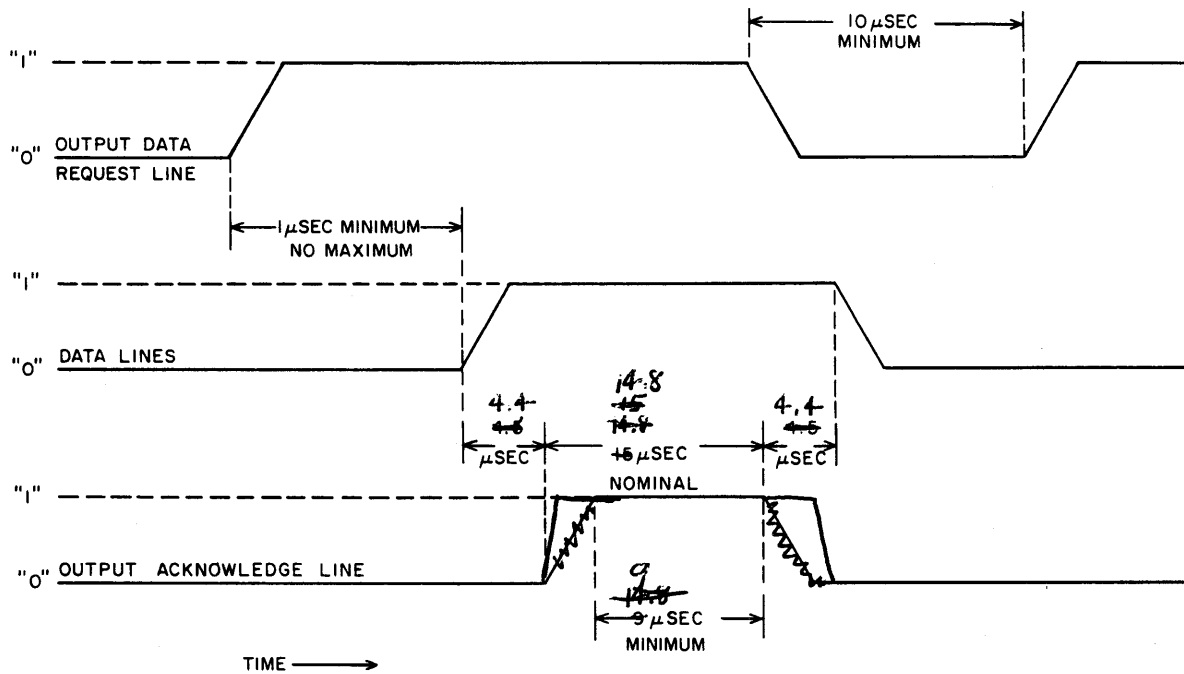 10 μSEC
MINIMUM
"1"
"0" OUTPUT DATA
REQUEST LINE
1 μSEC MINIMUM
NO MAXIMUM
"1"
"0" DATA LINES
14.8
4.4 15 4.4
4.5 14.8 4.5
μSEC 15 μSEC μSEC
"1" NOMINAL
"0" OUTPUT ACKNOWLEDGE LINE
14.8
9 μSEC
MINIMUM
TIME